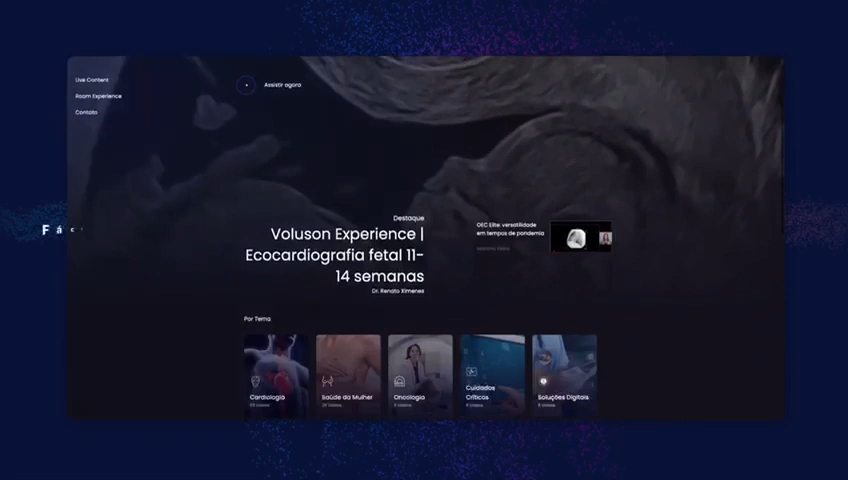 Live Content
Room Experience
Contato
Assistir agora
Destaque
Voluson Experience |
Ecocardiografia fetal 11-
14 semanas
Dr. Renato Ximenes
OEC Elite: versatilidade
em tempos de pandemia
Por Tema
Cardiologia
Saúde da Mulher
Oncologia
Cuidados
Críticos
Soluções Digitais